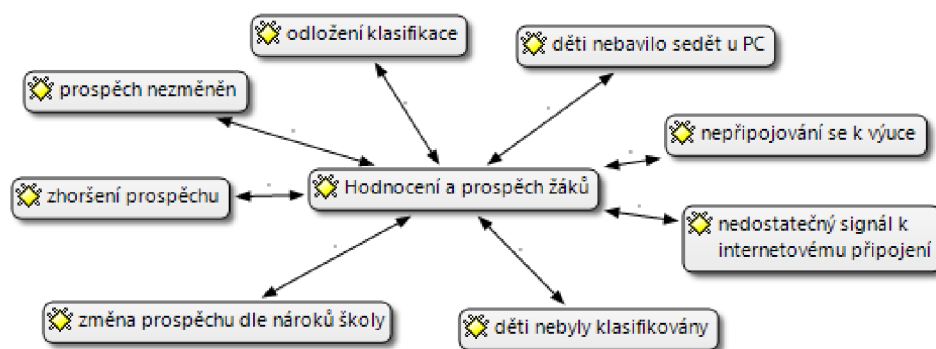 odložení klasifikace
děti nebavilo sedět u PC
prospěch nezměněn
nepřipojování se k výuce
zhoršení prospěchu
Hodnocení a prospěch žáků
nedostatečný signál k
internetovému připojení
změna prospěchu dle nároků školy
děti nebyly klasifikovány